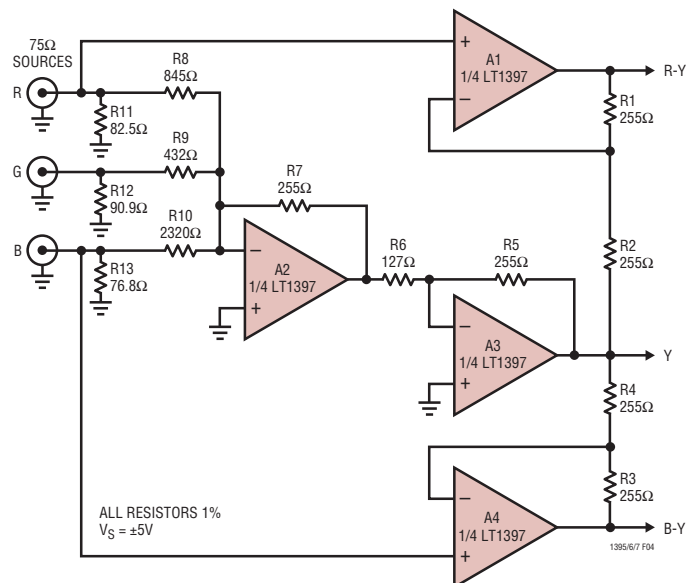 75Ω
SOURCES
R
R8
845Ω
R11
82.5Ω
+
−
A1
1/4 LT1397
R-Y
R1
255Ω
G
R9
432Ω
R12
90.9Ω
R7
255Ω
R2
255Ω
B
R10
2320Ω
R13
76.8Ω
−
+
A2
1/4 LT1397
R6
127Ω
R5
255Ω
−
+
A3
1/4 LT1397
Y
R4
255Ω
R3
255Ω
−
+
A4
1/4 LT1397
B-Y
ALL RESISTORS 1%
VS = ±5V
1395/6/7 F04